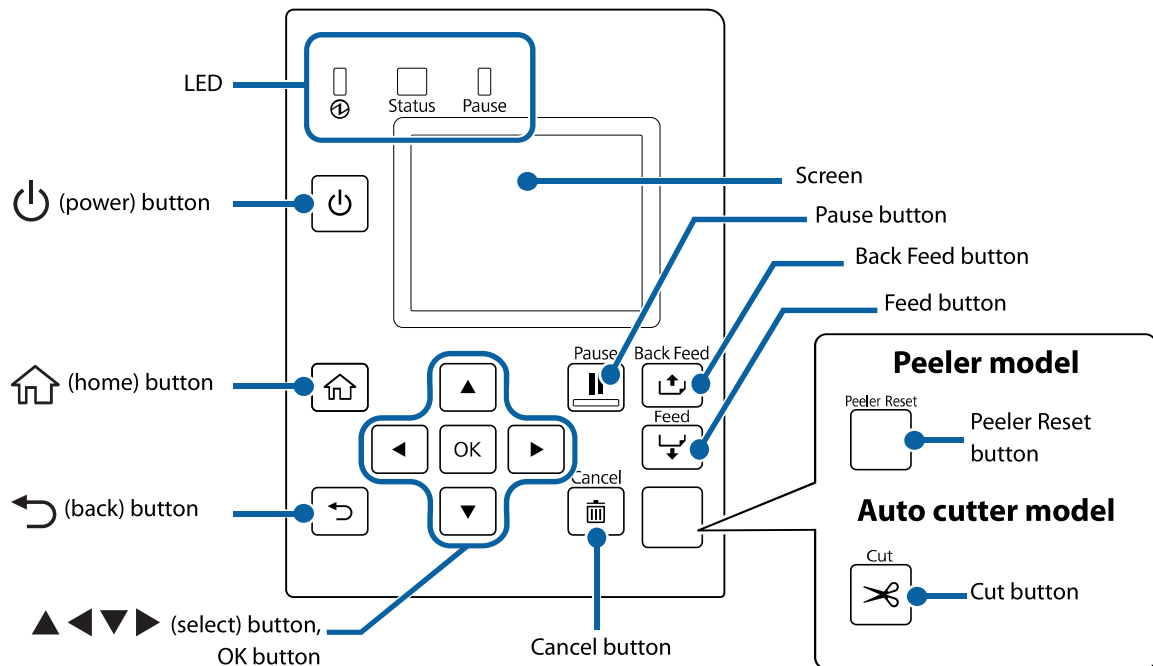 LED
Status
Pause
Screen
(power) button
Pause button
Back Feed button
Feed button
Pause
Back Feed
Peeler model
(home) button
Peeler Reset
Feed
Peeler Reset
button
OK
Cancel
(back) button
Auto cutter model
Cut
Cut button
▲ ◀ ▼ ▶ (select) button,
OK button
Cancel button